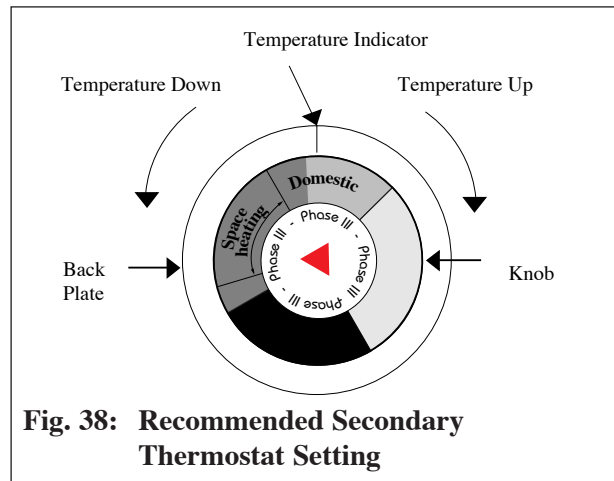 Temperature Indicator
Temperature Down
Temperature Up
Domestic
Space
heating
Phase III - Phase III - Phase III - Phase III -
Back
Plate
Knob
Fig. 38: Recommended Secondary
Thermostat Setting